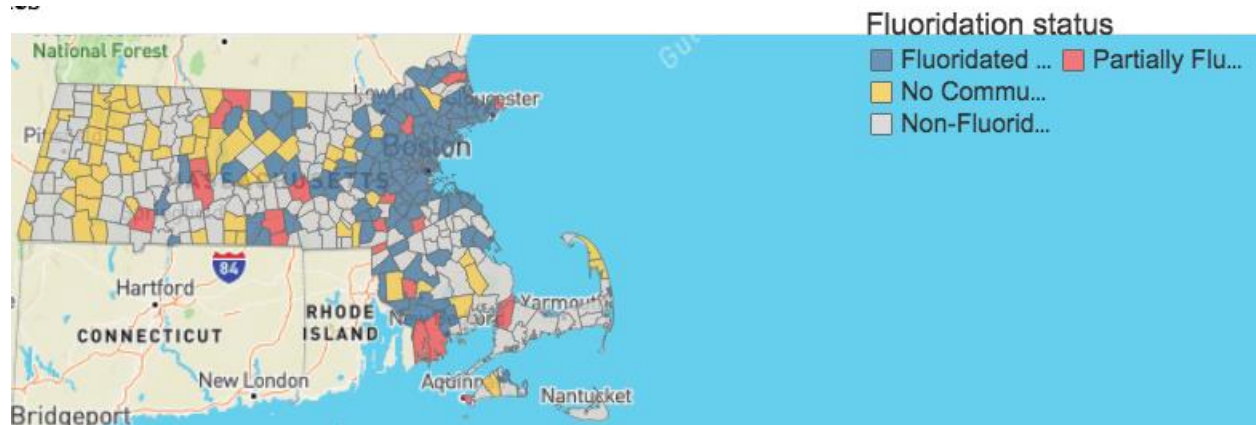 Fluoridation status
Fluoridated ...
Partially Flu...
No Commu...
Non-Fluorid...
National Forest
Gloucester
Boston
84
Hartford
CONNECTICUT
RHODE
ISLAND
Yarmouth
New London
Nantucket
Bridgeport